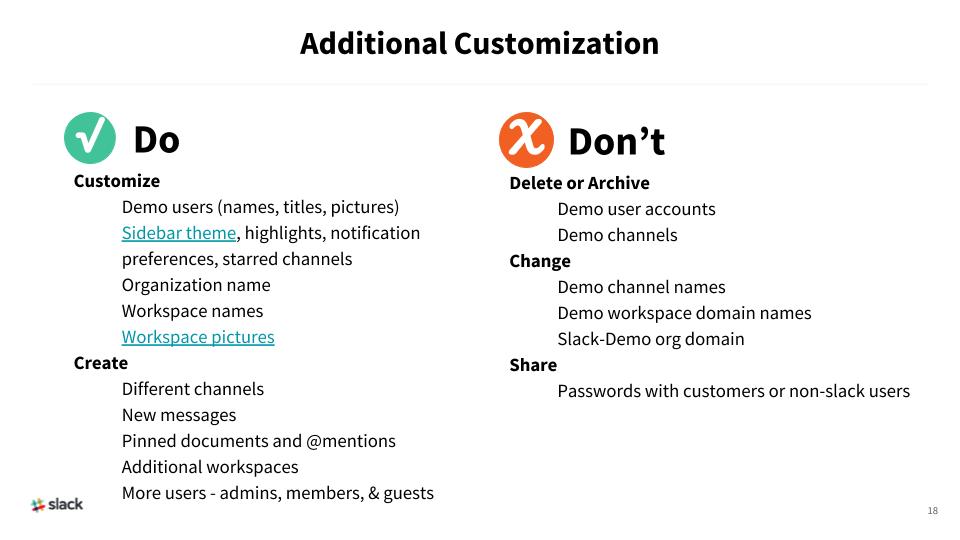 Additional Customization
Do
Customize
Demo users (names, titles, pictures)
Sidebar theme, highlights, notification
preferences, starred channels
Organization name
Workspace names
Workspace pictures
Create
Different channels
New messages
Pinned documents and @mentions
Additional workspaces
More users - admins, members, & guests
Don’t
Delete or Archive
Demo user accounts
Demo channels
Change
Demo channel names
Demo workspace domain names
Slack-Demo org domain
Share
Passwords with customers or non-slack users
slack
18